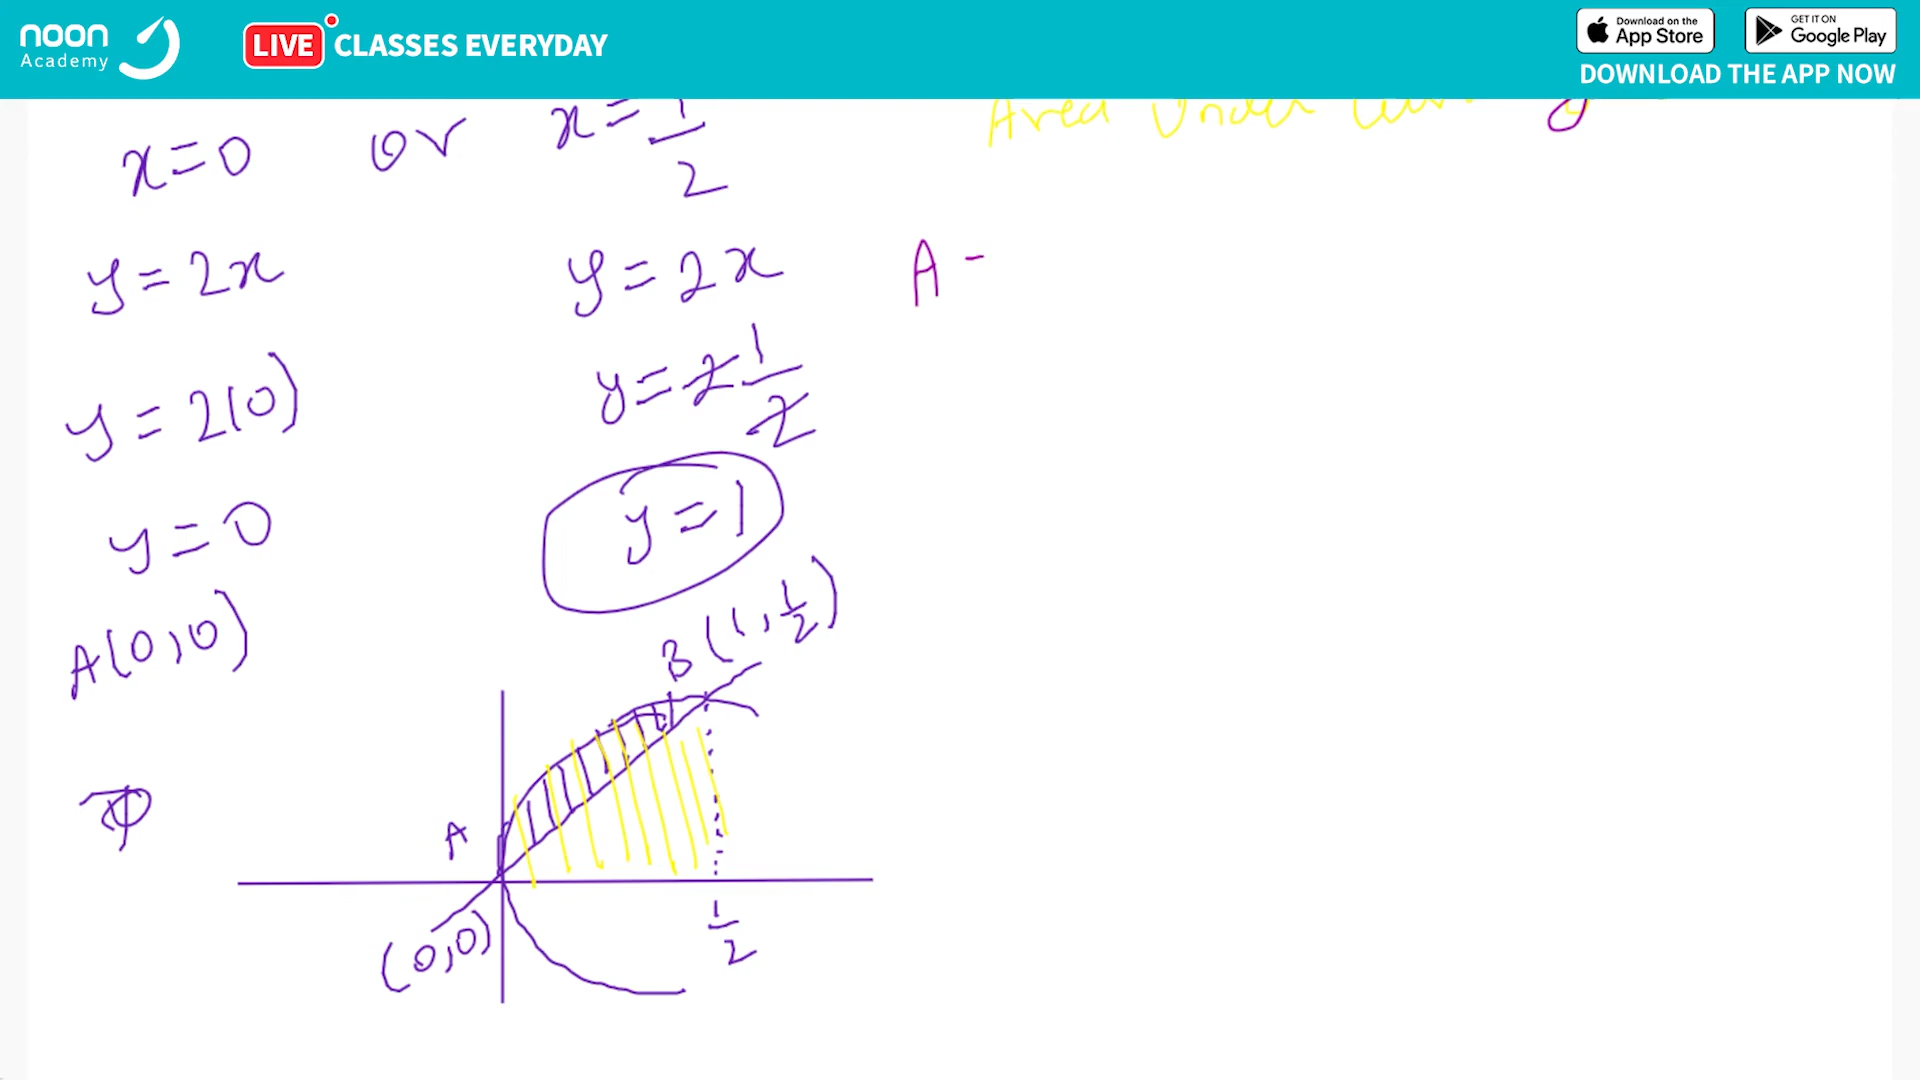 noon
Academy
LIVE CLASSES EVERYDAY
Download on the
App Store
GET IT ON
Google Play
DOWNLOAD THE APP NOW
Area Under
x=0 or x=1/2
y=2x
y=2(0)
y=0
A(0,0)
y=2x
y=2 1/2
y=1
B(1,1/2)
A
(0,0)
1/2
A -